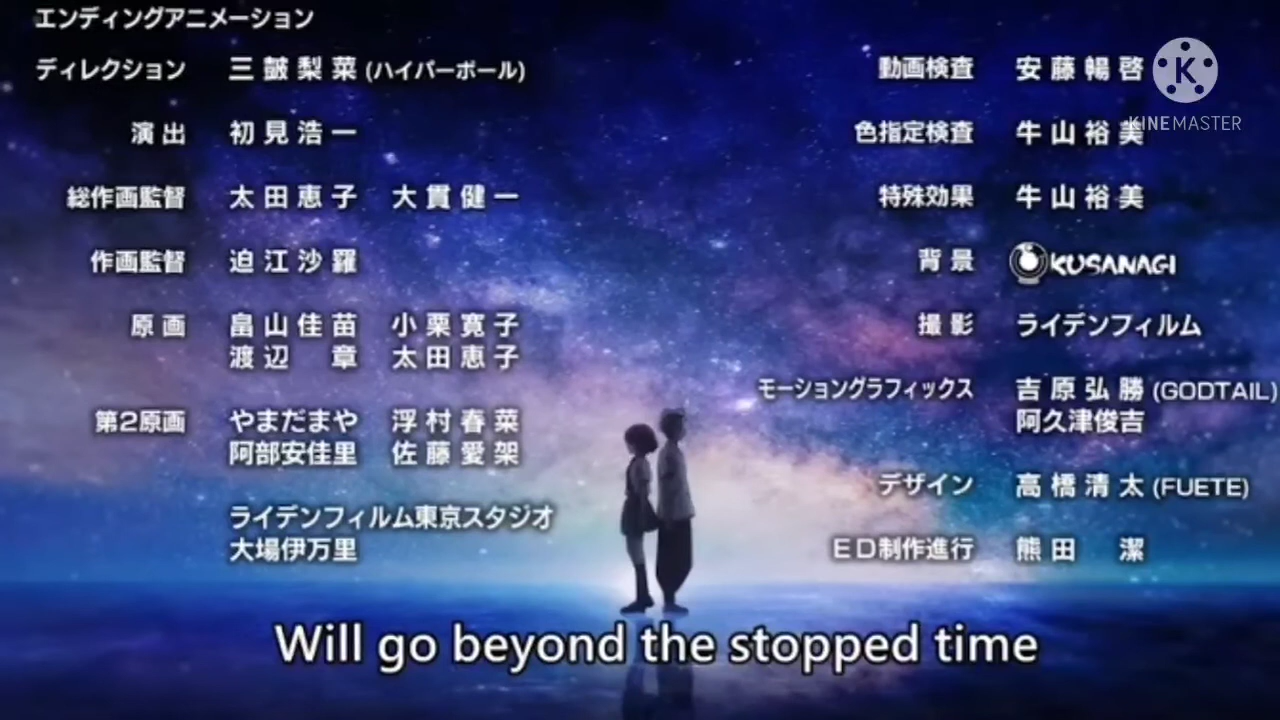 エンディングアニメーション
ディレクション 三皷梨菜(ハイパーボール)
演出 初見浩一
総作画監督 太田恵子 大貫健一
作画監督 迫江沙羅
原画 畠山佳苗 小栗寛子
渡辺 章 太田恵子
第2原画 やまだまや 浮村春菜
阿部安佳里 佐藤愛架
ライデンフィルム東京スタジオ
大場伊万里
動画検査 安藤暢啓
色指定検査 牛山裕美
特殊効果 牛山裕美
背景 KUSANAGI
撮影 ライデンフィルム
モーショングラフィックス 吉原弘勝(GODTAIL)
阿久津俊吉
デザイン 高橋清太(FUETE)
ED制作進行 熊田 潔
K
KINEMASTER
Will go beyond the stopped time